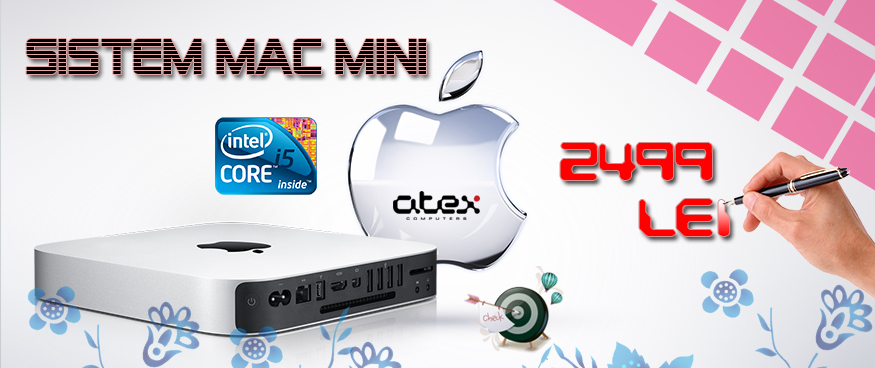 SISTEM MAC MINI
intel
CORE i5
inside
atex
COMPUTERS
2499
LEI
check